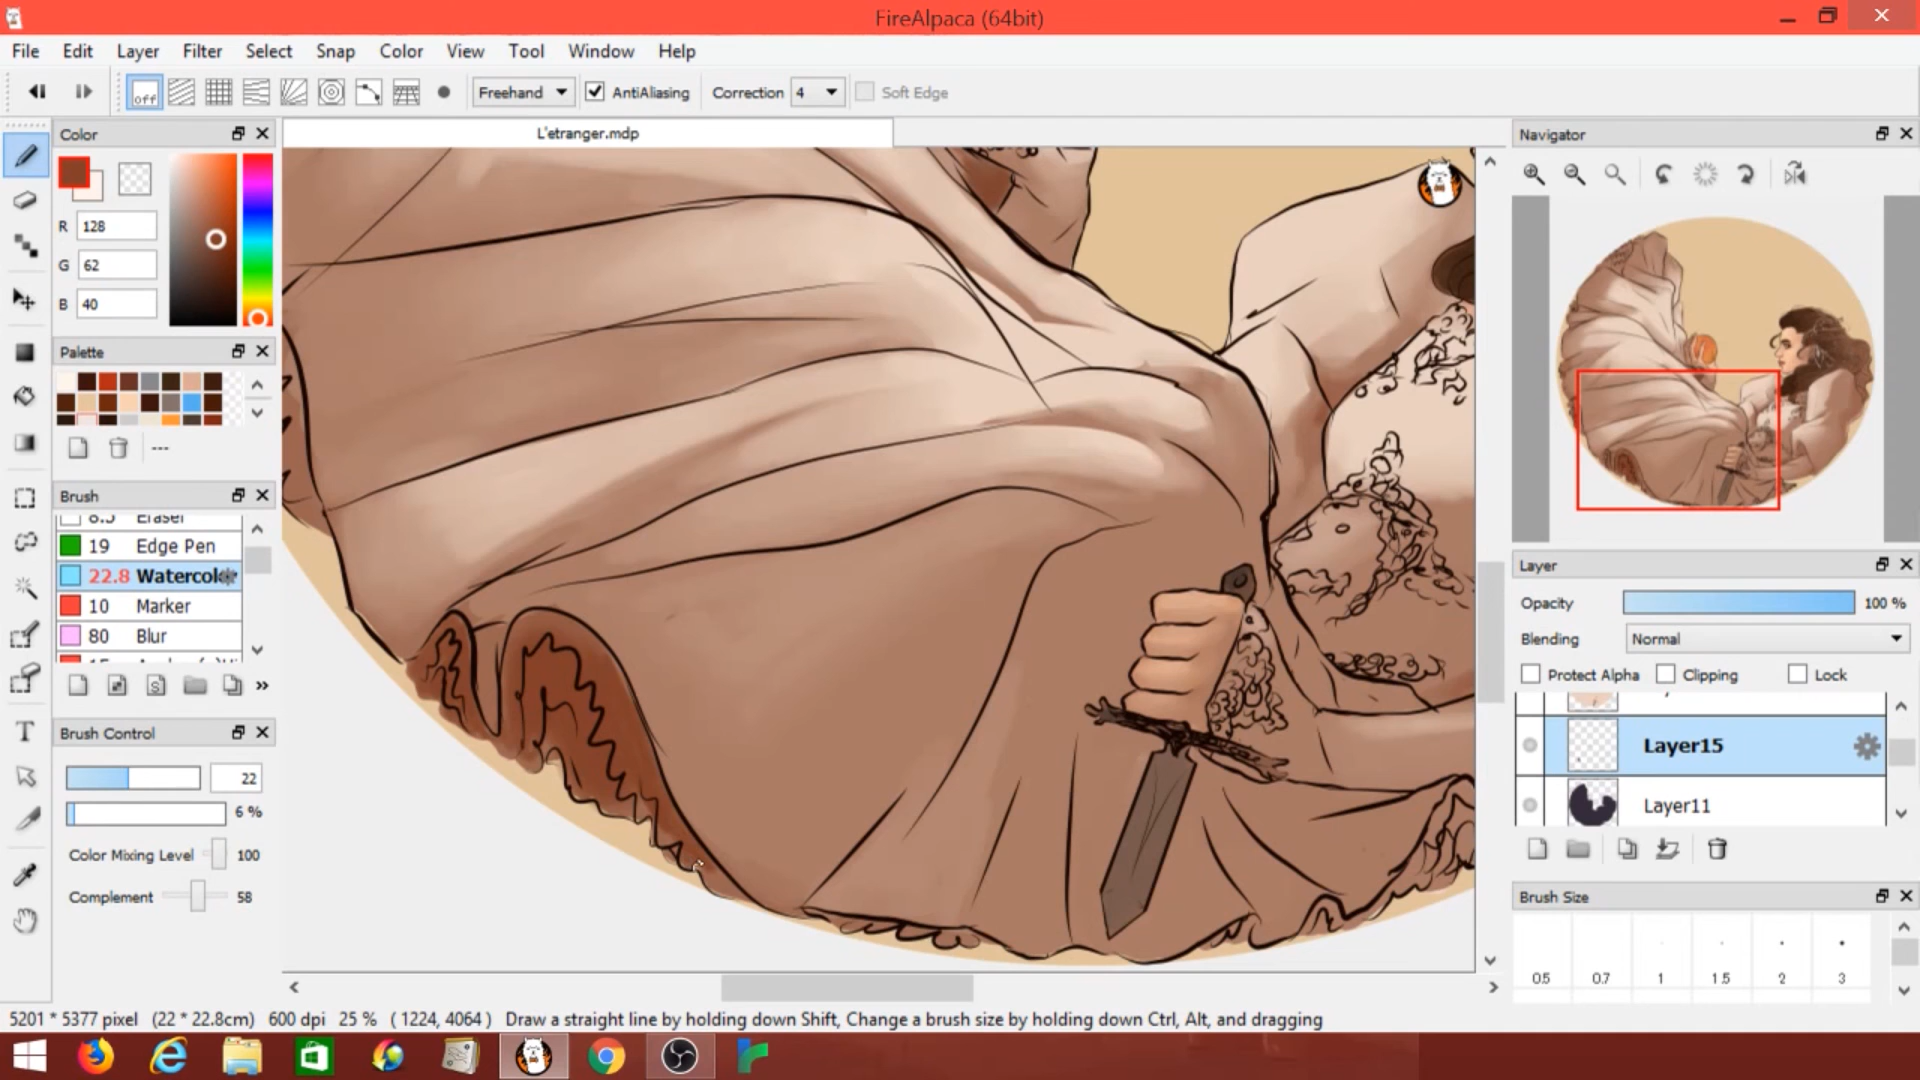 FireAlpaca (64bit)
File Edit Layer Filter Select Snap Color View Tool Window Help
off Freehand AntiAliasing Correction 4 Soft Edge
Color
L'etranger.mdp
Navigator
R 128
G 62
B 40
Palette
---
Brush
8.5 Eraser
19 Edge Pen
22.8 Watercolor
10 Marker
80 Blur
Brush Control
22
6 %
Color Mixing Level 100
Complement 58
Layer
Opacity 100 %
Blending Normal
Protect Alpha Clipping Lock
Layer15
Layer11
Brush Size
0.5 0.7 1 1.5 2 3
5201 * 5377 pixel (22 * 22.8cm) 600 dpi 25 % ( 1224, 4064 ) Draw a straight line by holding down Shift, Change a brush size by holding down Ctrl, Alt, and dragging